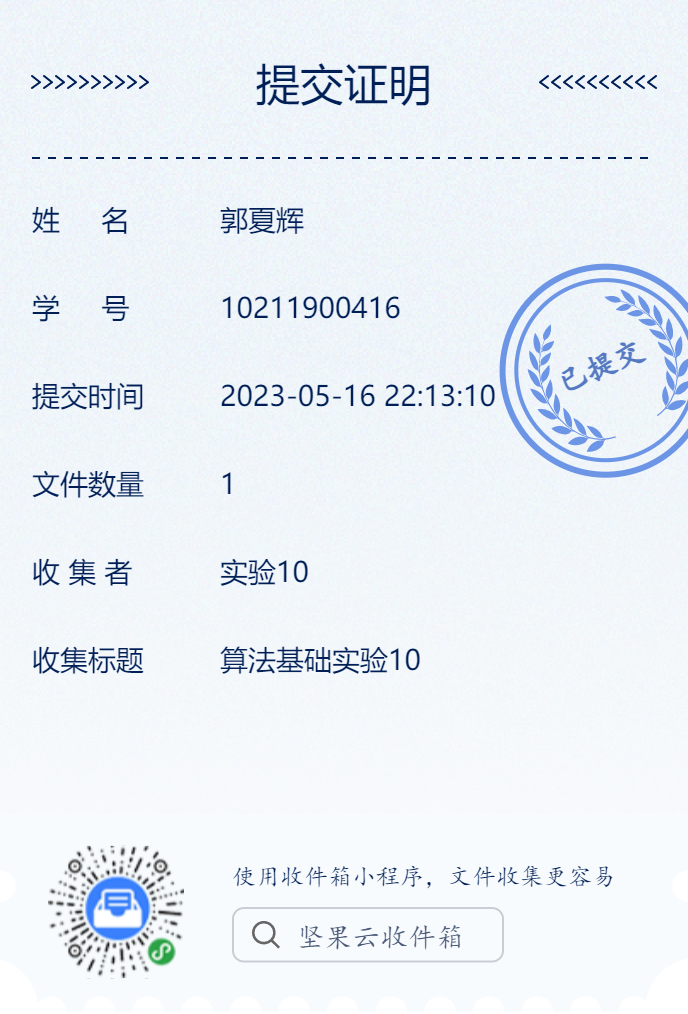 >>>>>>>>>> 提交证明 <<<<<<<<<<
姓 名 郭夏辉
学 号 10211900416
提交时间 2023-05-16 22:13:10
已提交
文件数量 1
收 集 者 实验10
收集标题 算法基础实验10
使用收件箱小程序，文件收集更容易
坚果云收件箱